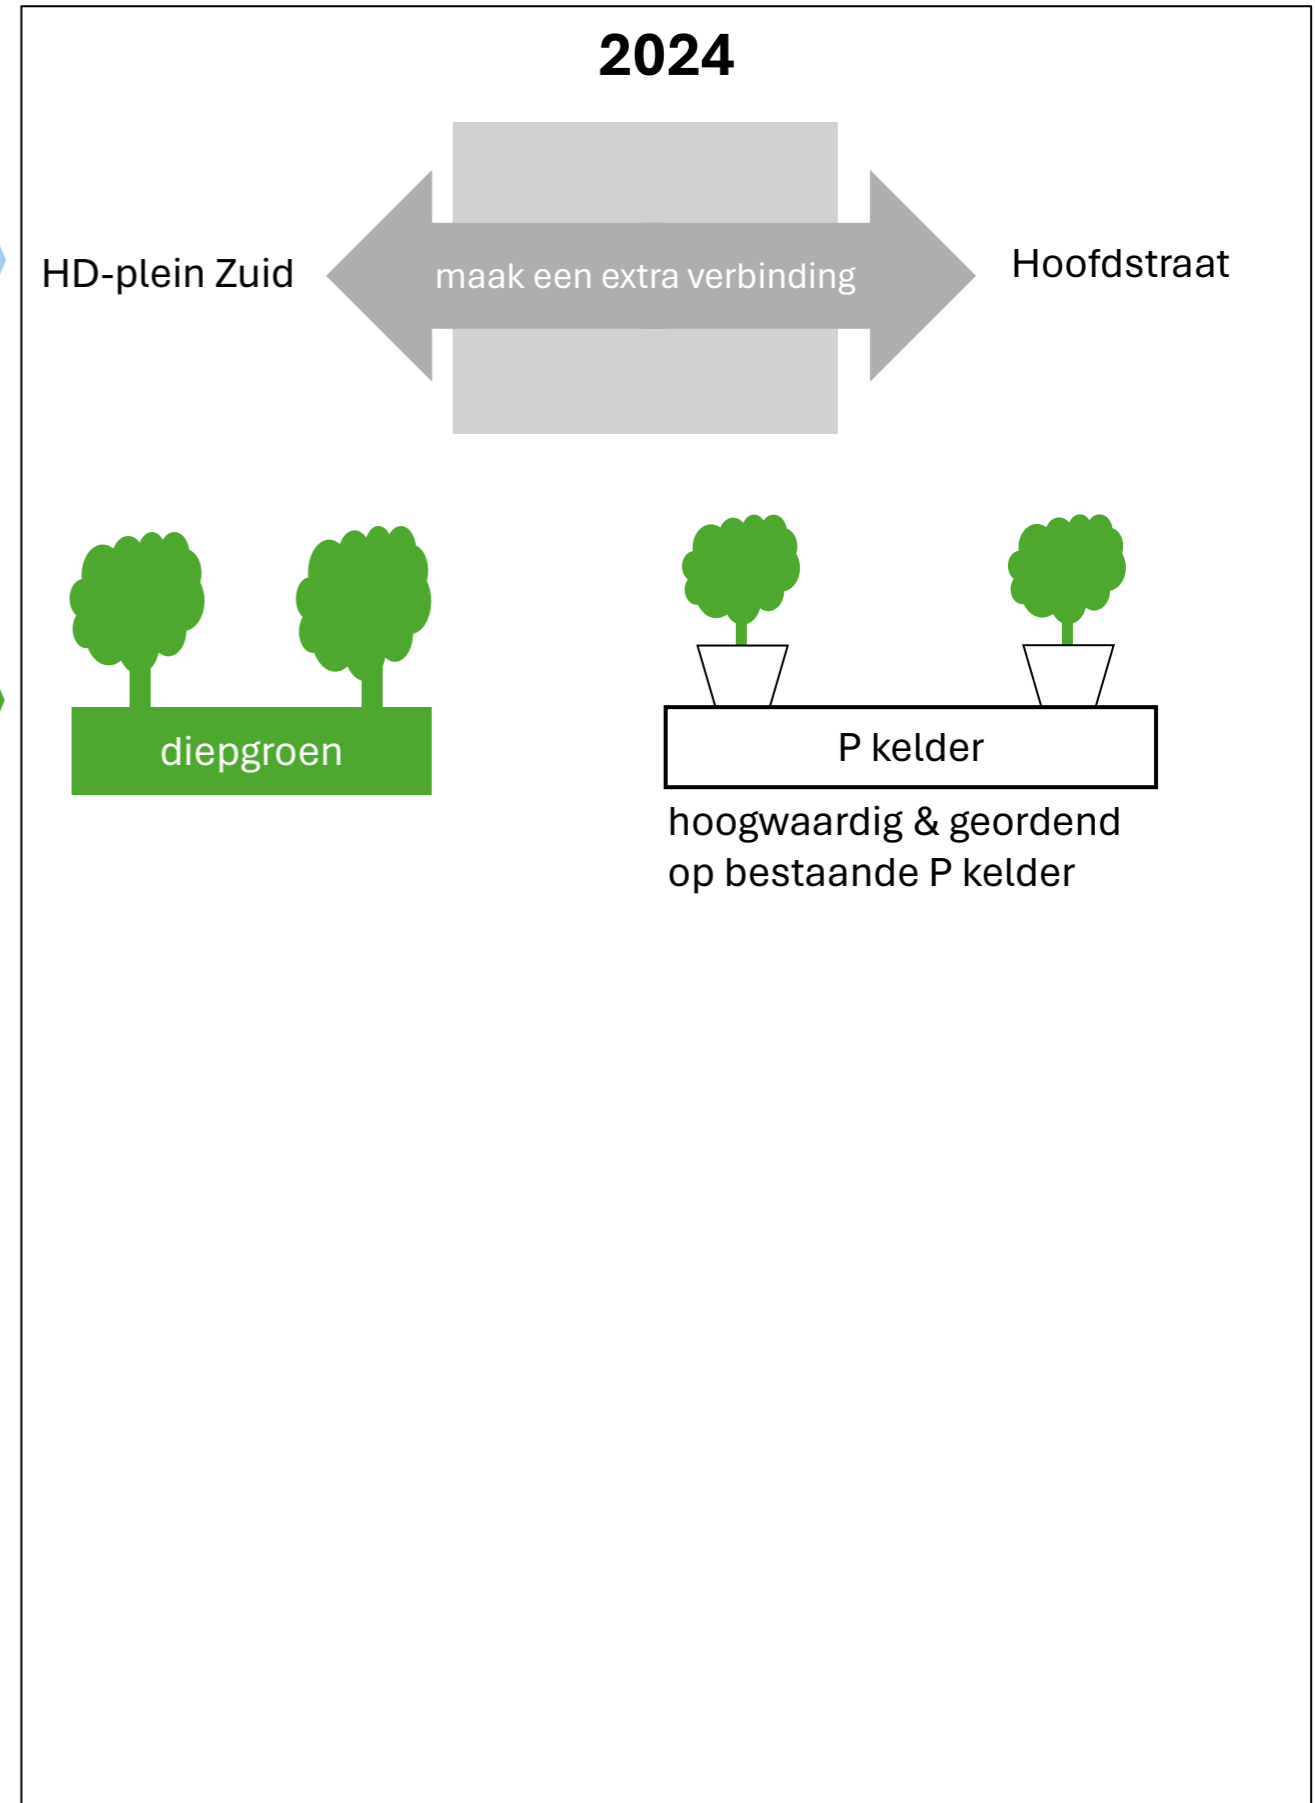 2024
HD-plein Zuid
maak een extra verbinding
Hoofdstraat
diepgroen
P kelder
hoogwaardig & geordend
op bestaande P kelder